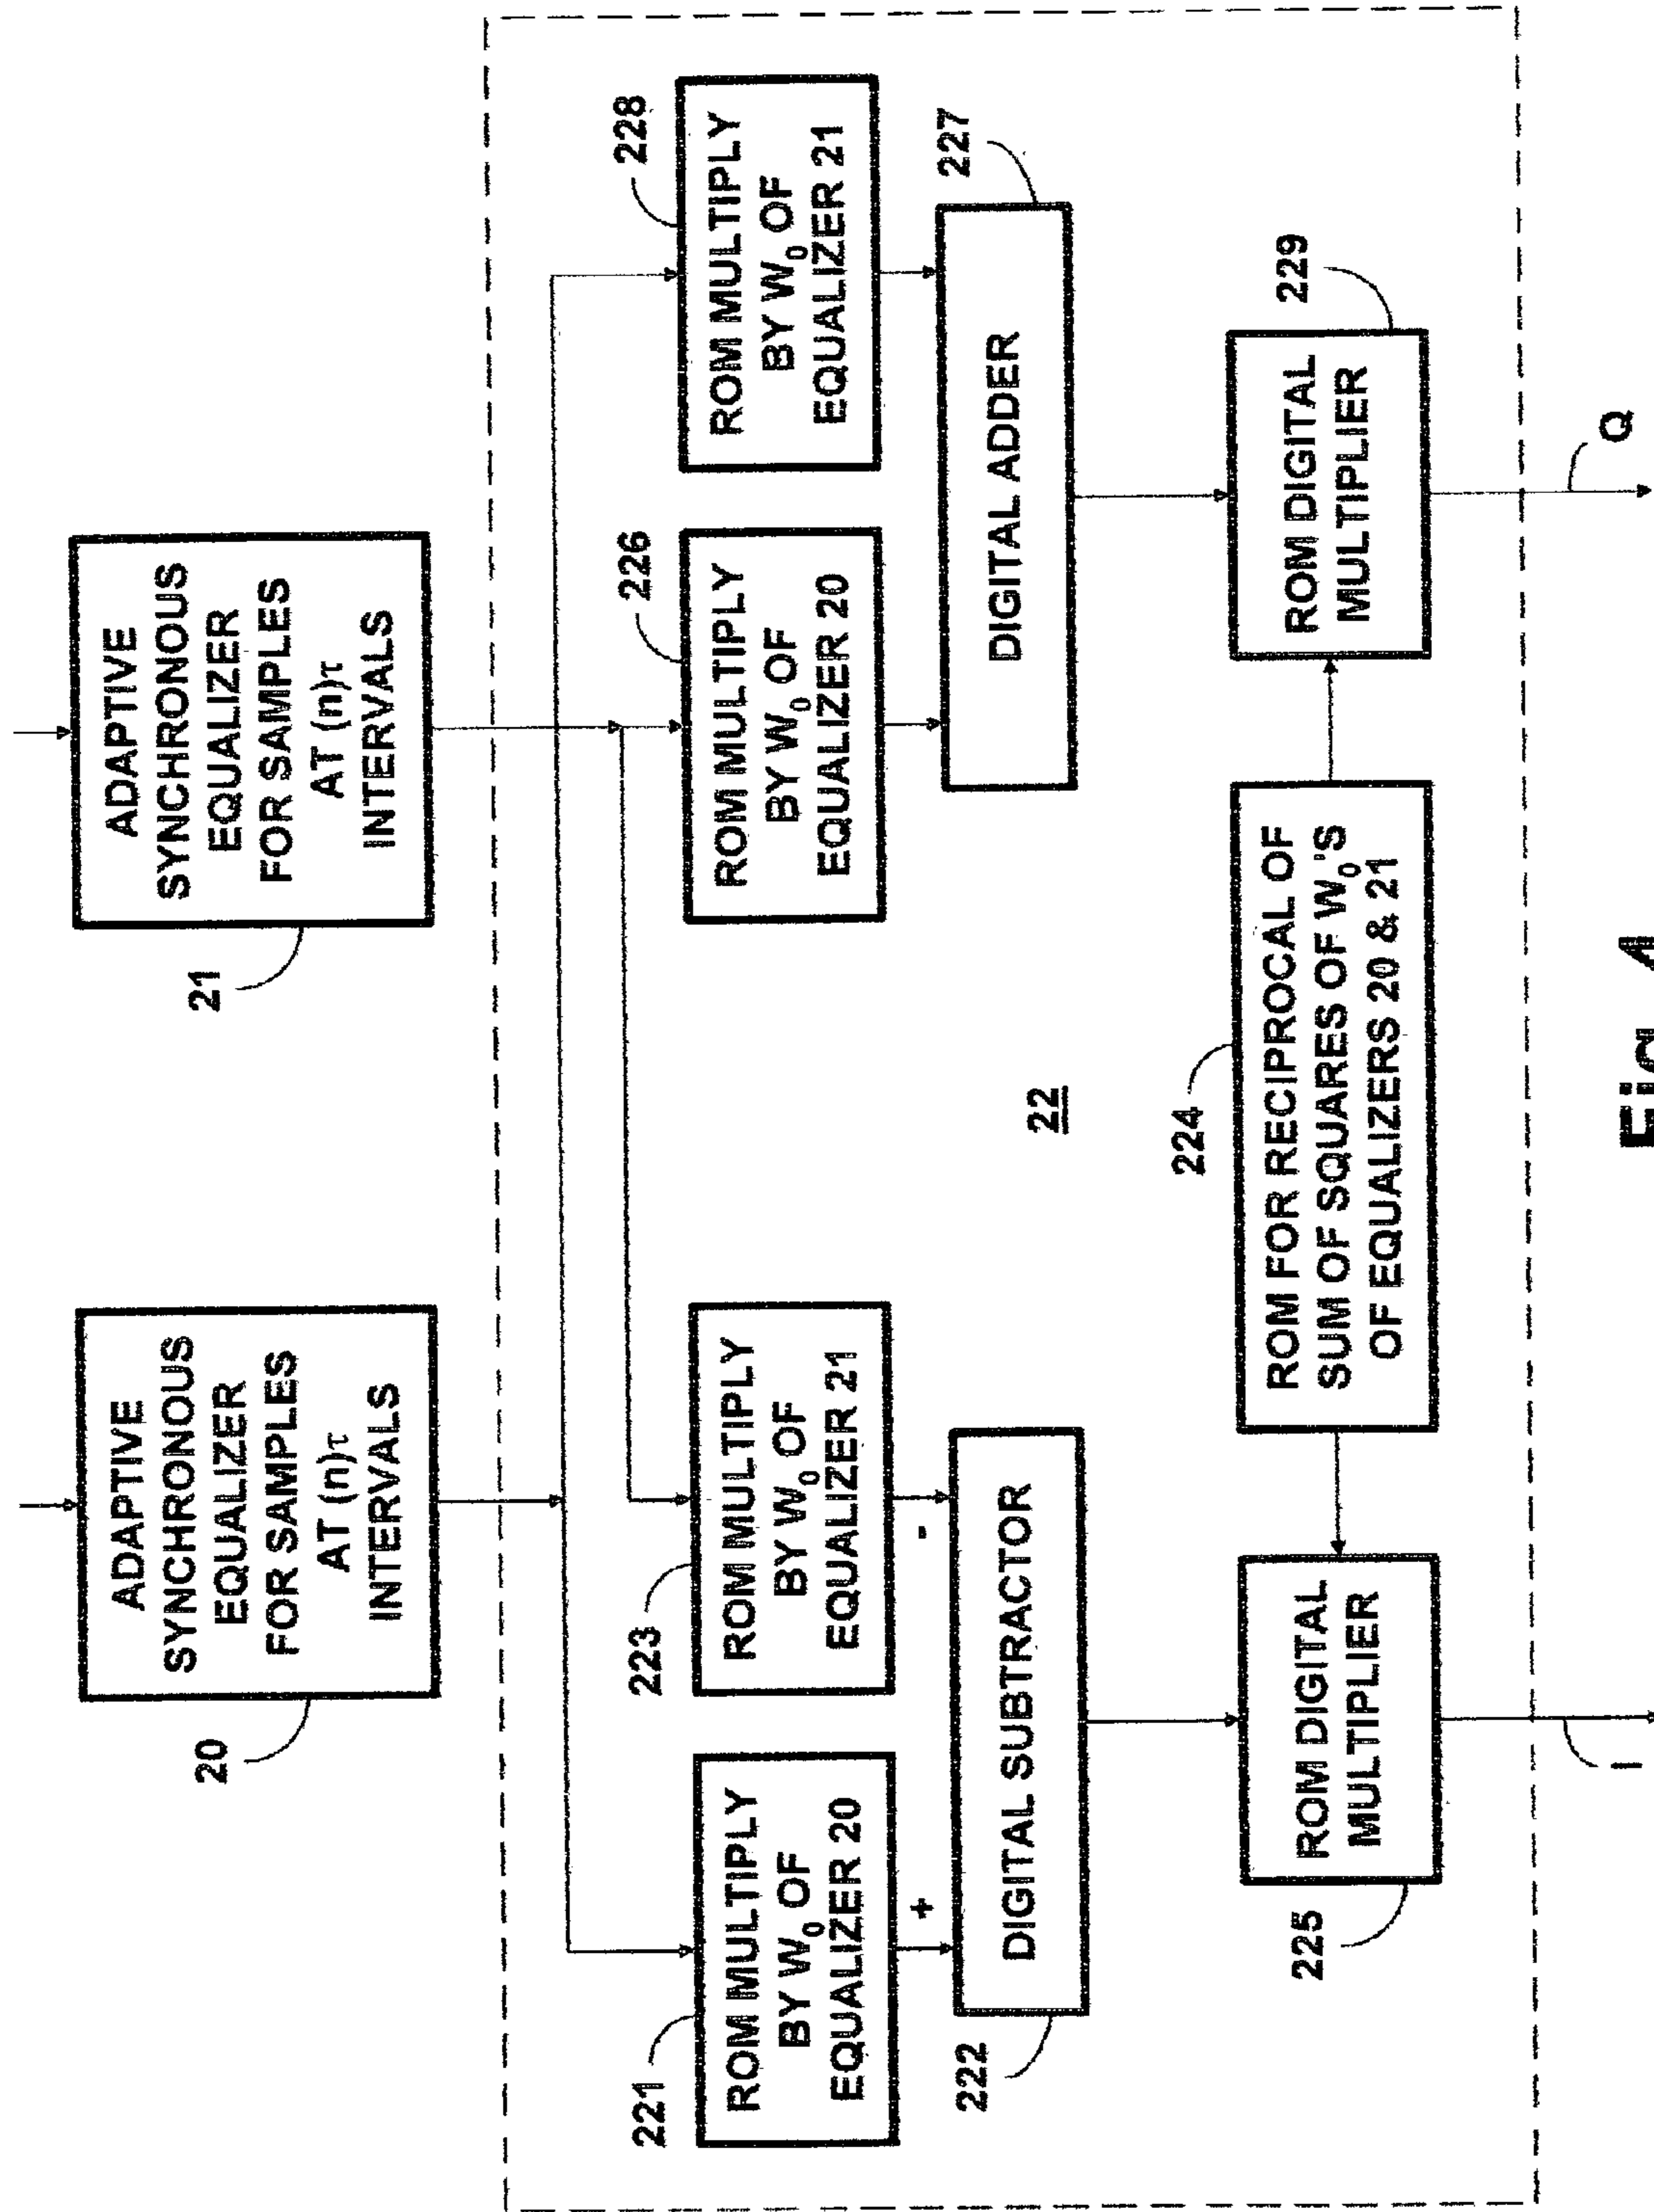 ADAPTIVE
SYNCHRONOUS
EQUALIZER
FOR SAMPLES
AT (n)τ
INTERVALS
20
ADAPTIVE
SYNCHRONOUS
EQUALIZER
FOR SAMPLES
AT (n)τ
INTERVALS
21
221
ROM MULTIPLY
BY W₀ OF
EQUALIZER 20
223
ROM MULTIPLY
BY W₀ OF
EQUALIZER 21
226
ROM MULTIPLY
BY W₀ OF
EQUALIZER 20
228
ROM MULTIPLY
BY W₀ OF
EQUALIZER 21
+
-
222
DIGITAL SUBTRACTOR
22
DIGITAL ADDER
227
225
ROM DIGITAL
MULTIPLIER
224
ROM FOR RECIPROCAL OF
SUM OF SQUARES OF W₀'S
OF EQUALIZERS 20 & 21
ROM DIGITAL
MULTIPLIER
229
I
Q
Fig. 4